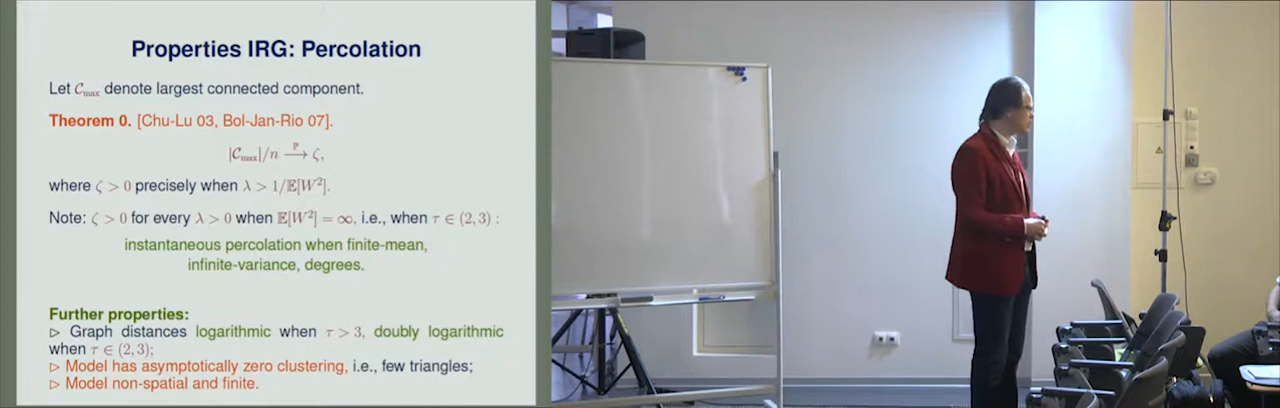 Properties IRG: Percolation
Let 𝒞max denote largest connected component.
Theorem 0. [Chu-Lu 03, Bol-Jan-Rio 07].
|𝒞max|/n —ℙ→ ζ,
where ζ > 0 precisely when λ > 1/𝔼[W²].
Note: ζ > 0 for every λ > 0 when 𝔼[W²] = ∞, i.e., when τ ∈ (2, 3) :
instantaneous percolation when finite-mean,
infinite-variance, degrees.
Further properties:
▷ Graph distances logarithmic when τ > 3, doubly logarithmic
when τ ∈ (2, 3);
▷ Model has asymptotically zero clustering, i.e., few triangles;
▷ Model non-spatial and finite.